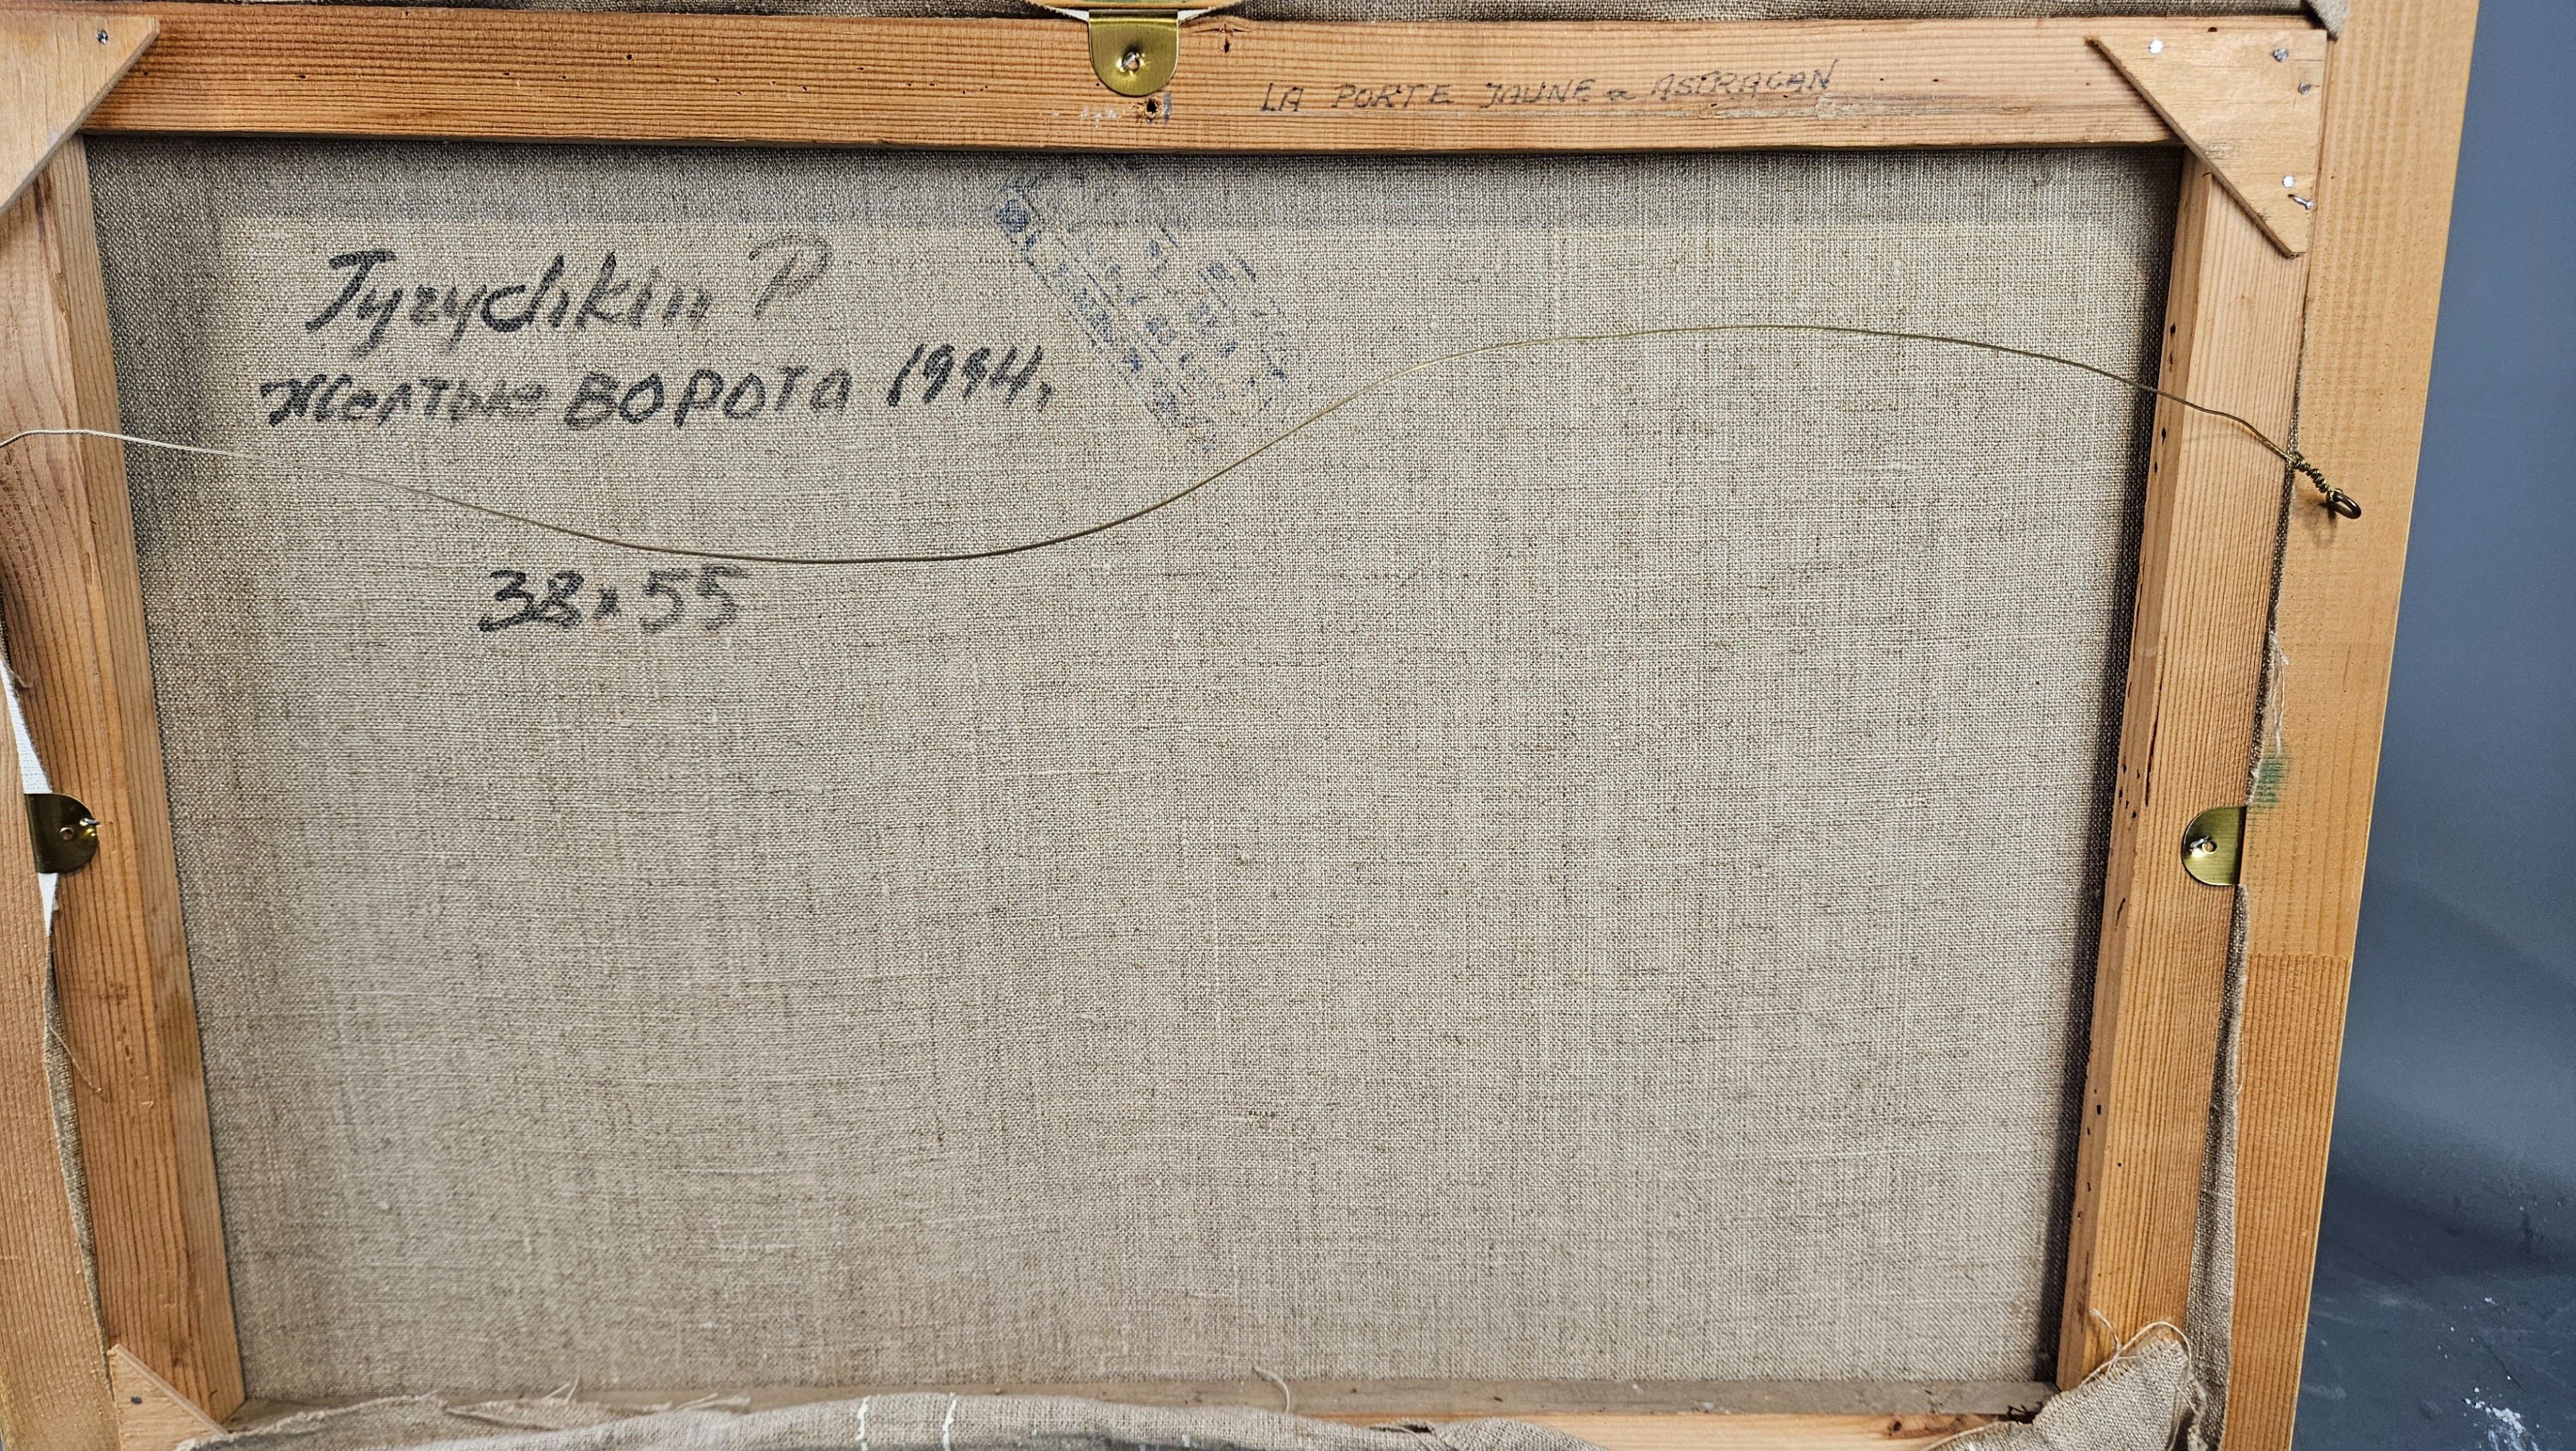 LA PORTE JAUNE a ASTRAGAN
Tyrychkin P
Желтые ВОРОТА 1994,
38x55